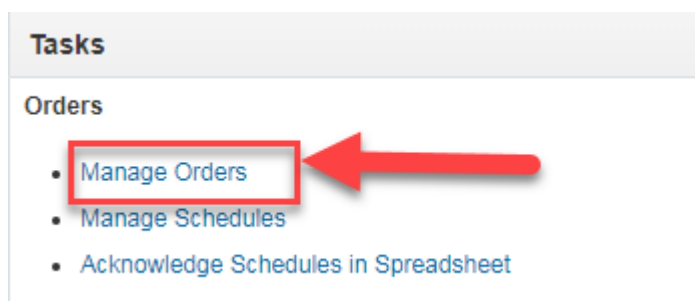 Tasks
Orders
Manage Orders
Manage Schedules
Acknowledge Schedules in Spreadsheet